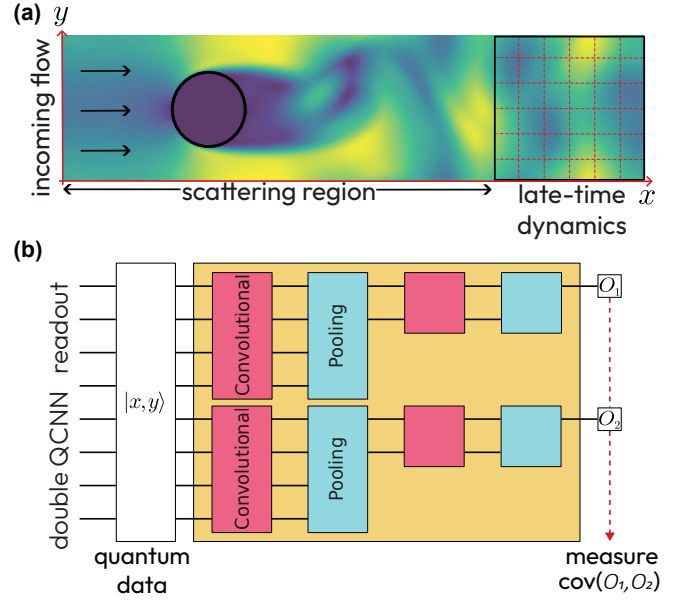 (a)
y
incoming flow
scattering region
late-time
dynamics
x
(b)
double QCNN readout
|x, y⟩
Convolutional
Pooling
O₁
Convolutional
Pooling
O₂
quantum
data
measure
cov(O₁,O₂)